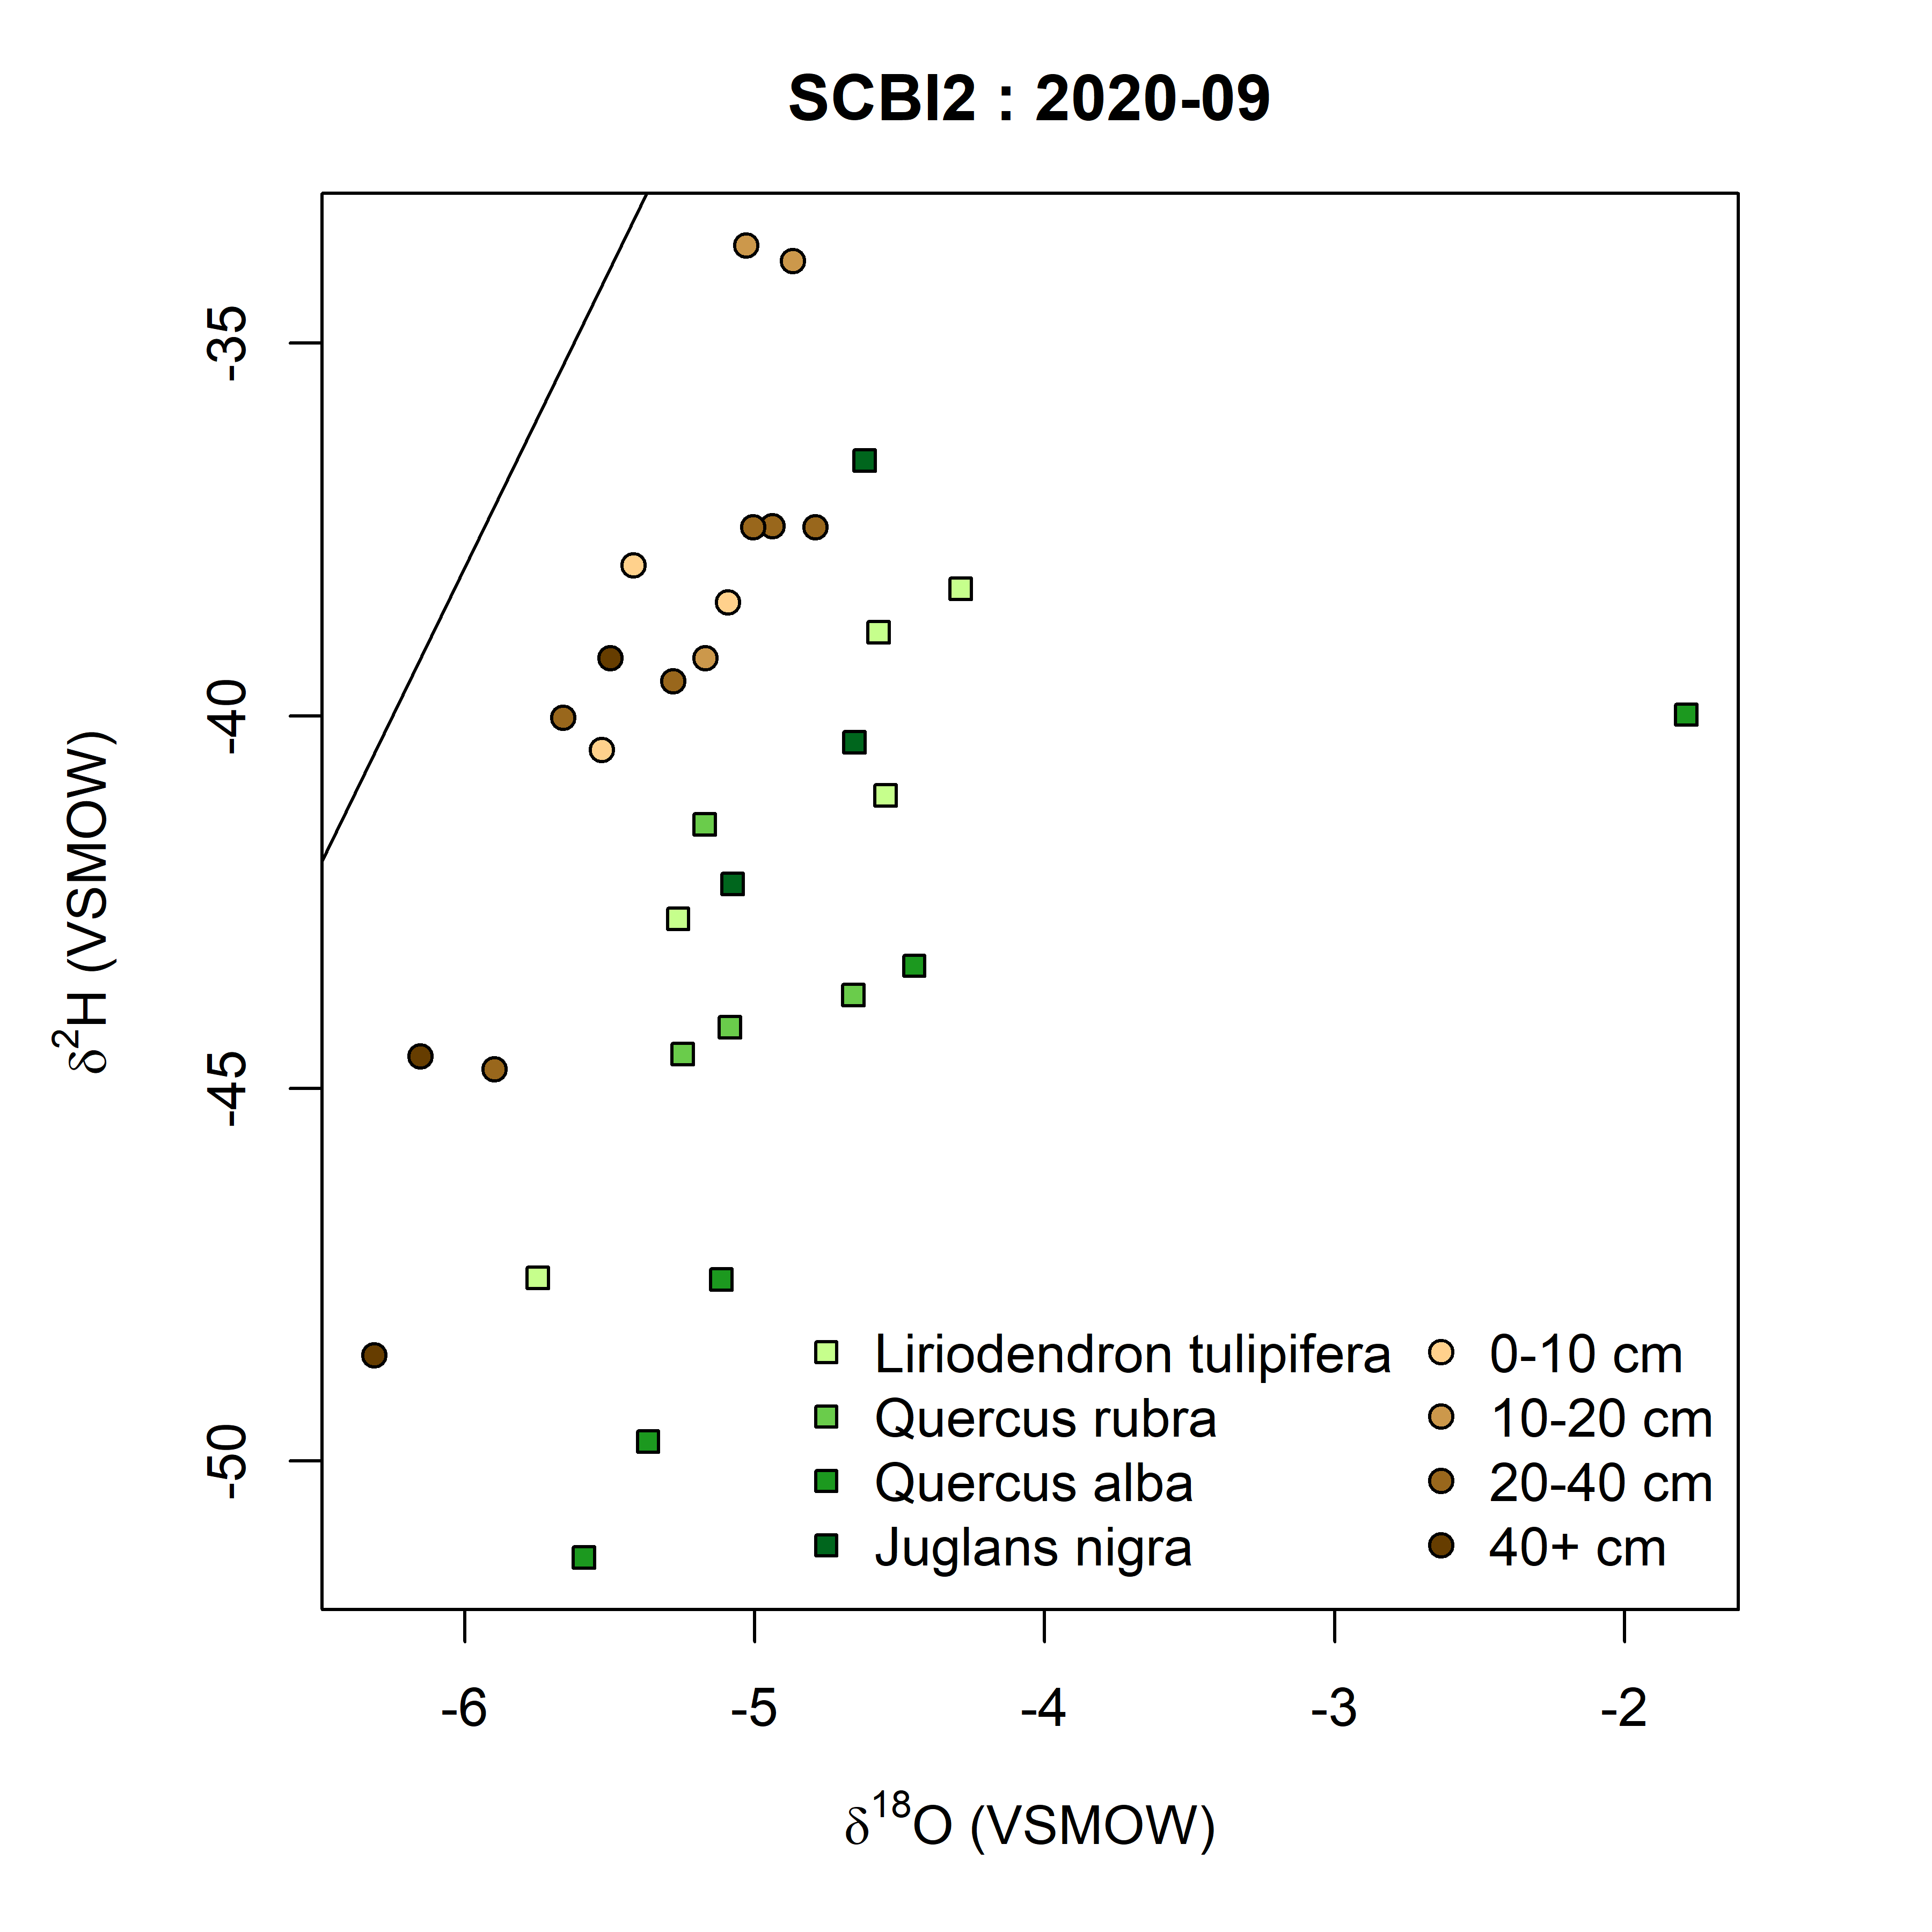 SCBI2 : 2020-09
-35
-40
-45
-50
δ²H (VSMOW)
Liriodendron tulipifera
Quercus rubra
Quercus alba
Juglans nigra
0-10 cm
10-20 cm
20-40 cm
40+ cm
-6 -5 -4 -3 -2
δ¹⁸O (VSMOW)